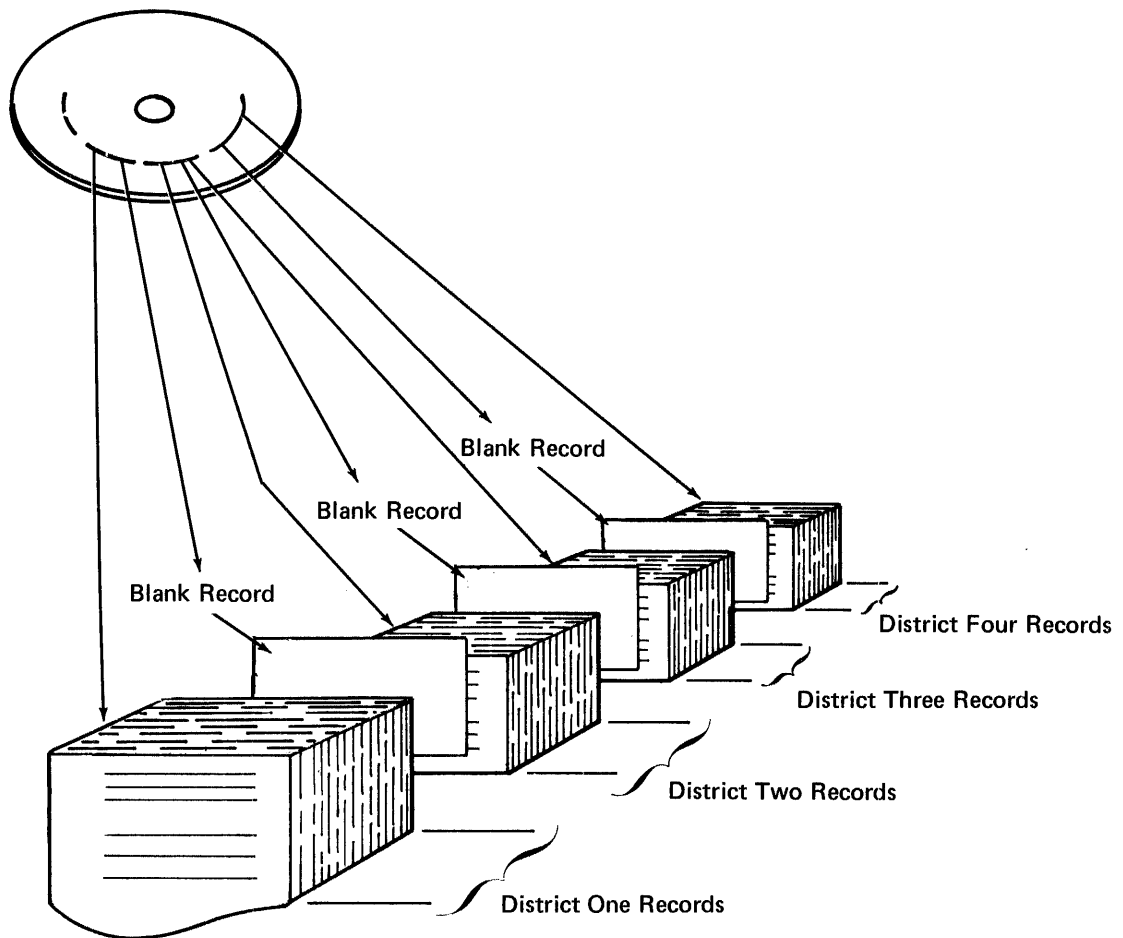 Blank Record
Blank Record
Blank Record
District Four Records
District Three Records
District Two Records
District One Records